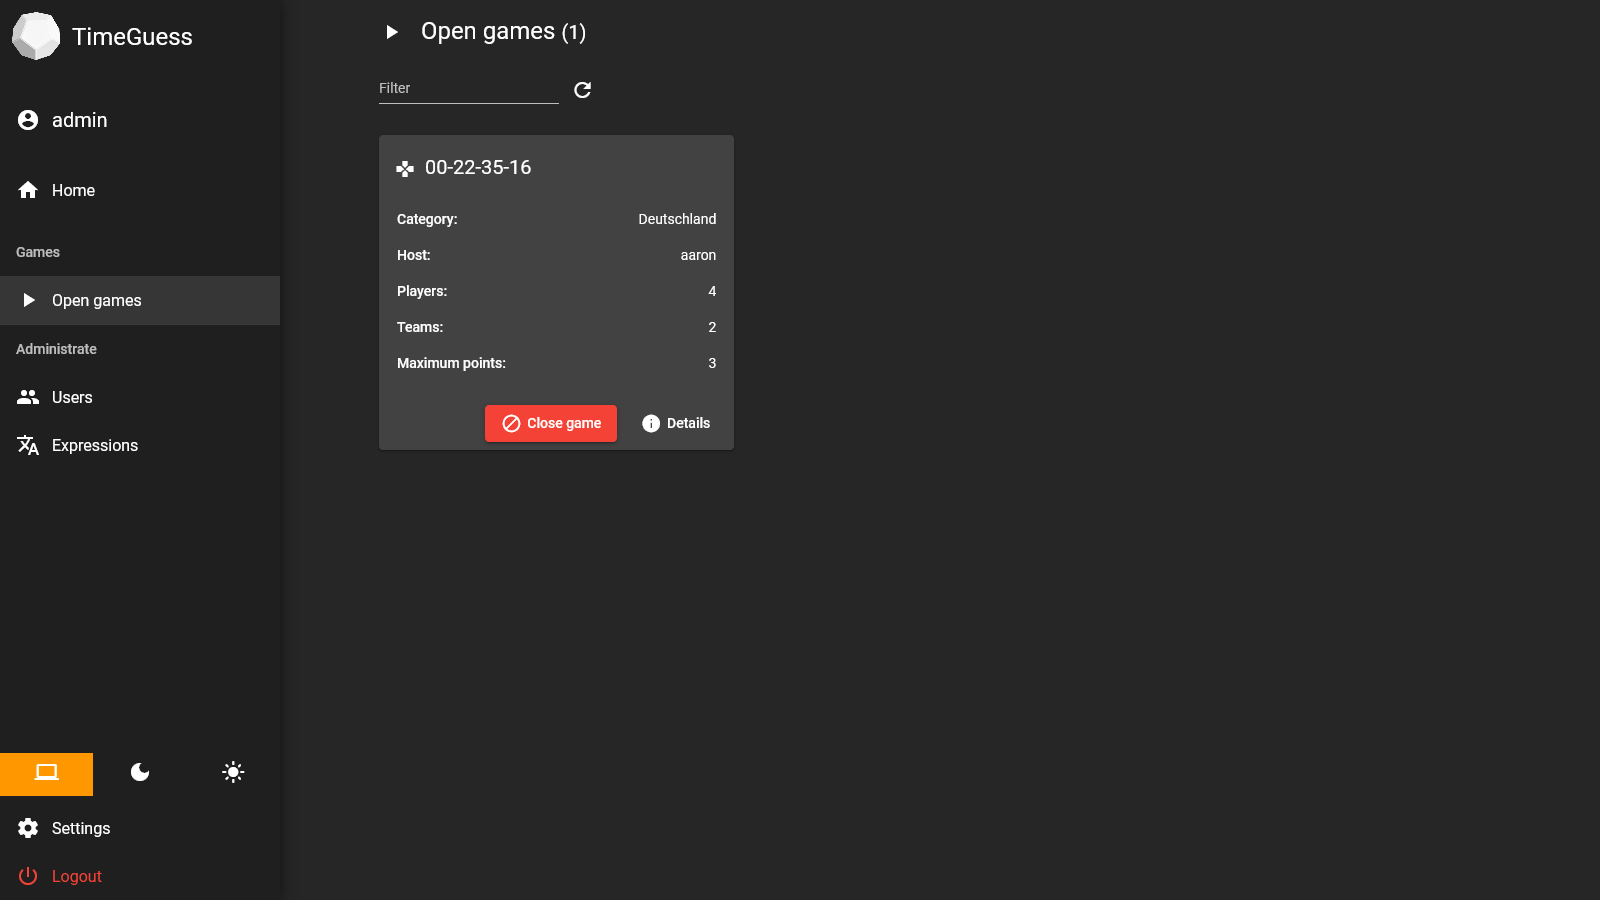 TimeGuess
admin
Home
Games
Open games
Administrate
Users
Expressions
Settings
Logout
Open games (1)
Filter
00-22-35-16
Category: Deutschland
Host: aaron
Players: 4
Teams: 2
Maximum points: 3
Close game Details